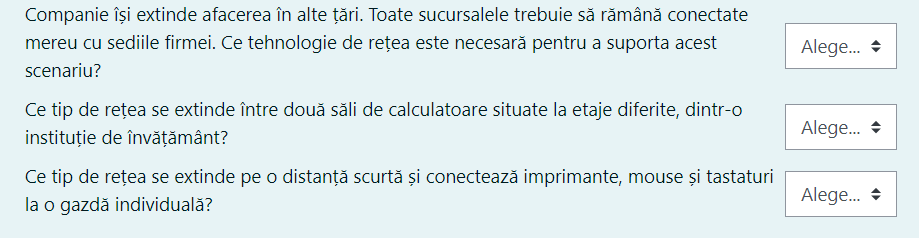 Companie își extinde afacerea în alte țări. Toate sucursalele trebuie să rămână conectate
mereu cu sediile firmei. Ce tehnologie de rețea este necesară pentru a suporta acest
scenariu?
Alege...
Ce tip de rețea se extinde între două săli de calculatoare situate la etaje diferite, dintr-o
instituție de învățământ?
Alege...
Ce tip de rețea se extinde pe o distanță scurtă și conectează imprimante, mouse și tastaturi
la o gazdă individuală?
Alege...